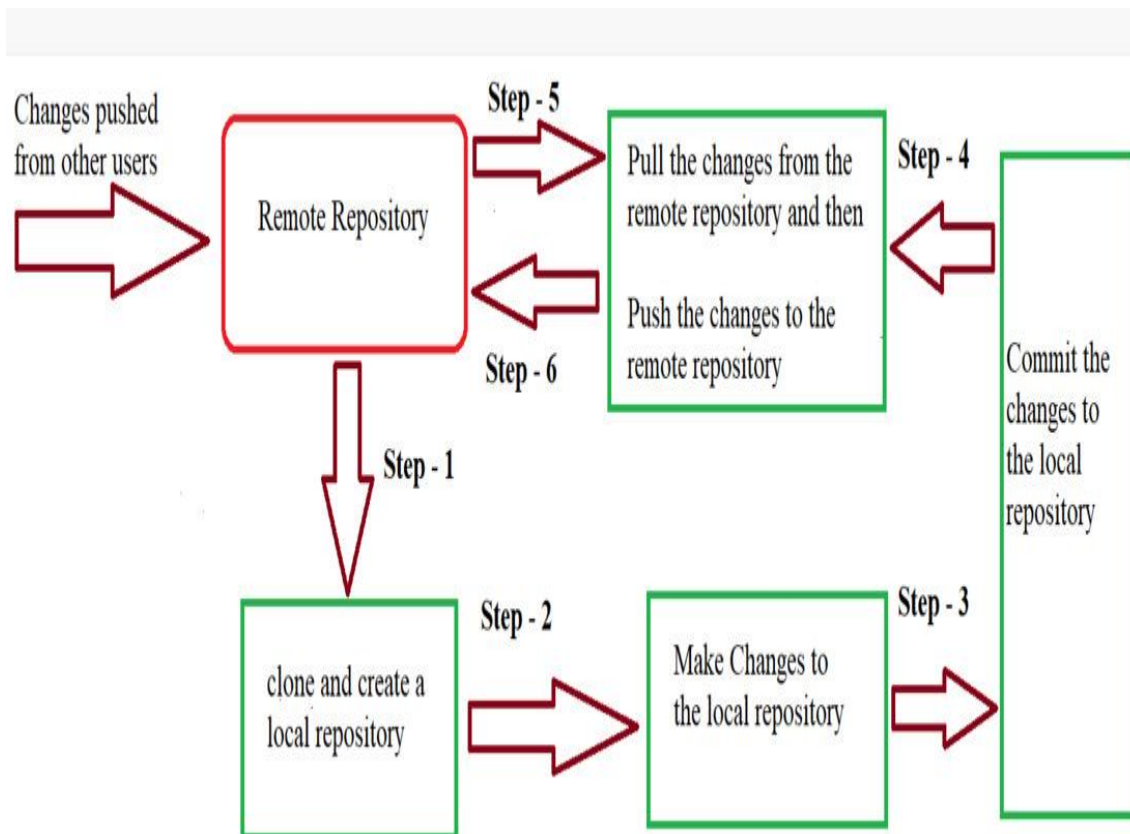 Changes pushed
from other users
Remote Repository
Step - 5
Pull the changes from the
remote repository and then
Push the changes to the
remote repository
Step - 4
Step - 6
Commit the
changes to
the local
repository
Step - 1
clone and create a
local repository
Step - 2
Make Changes to
the local repository
Step - 3